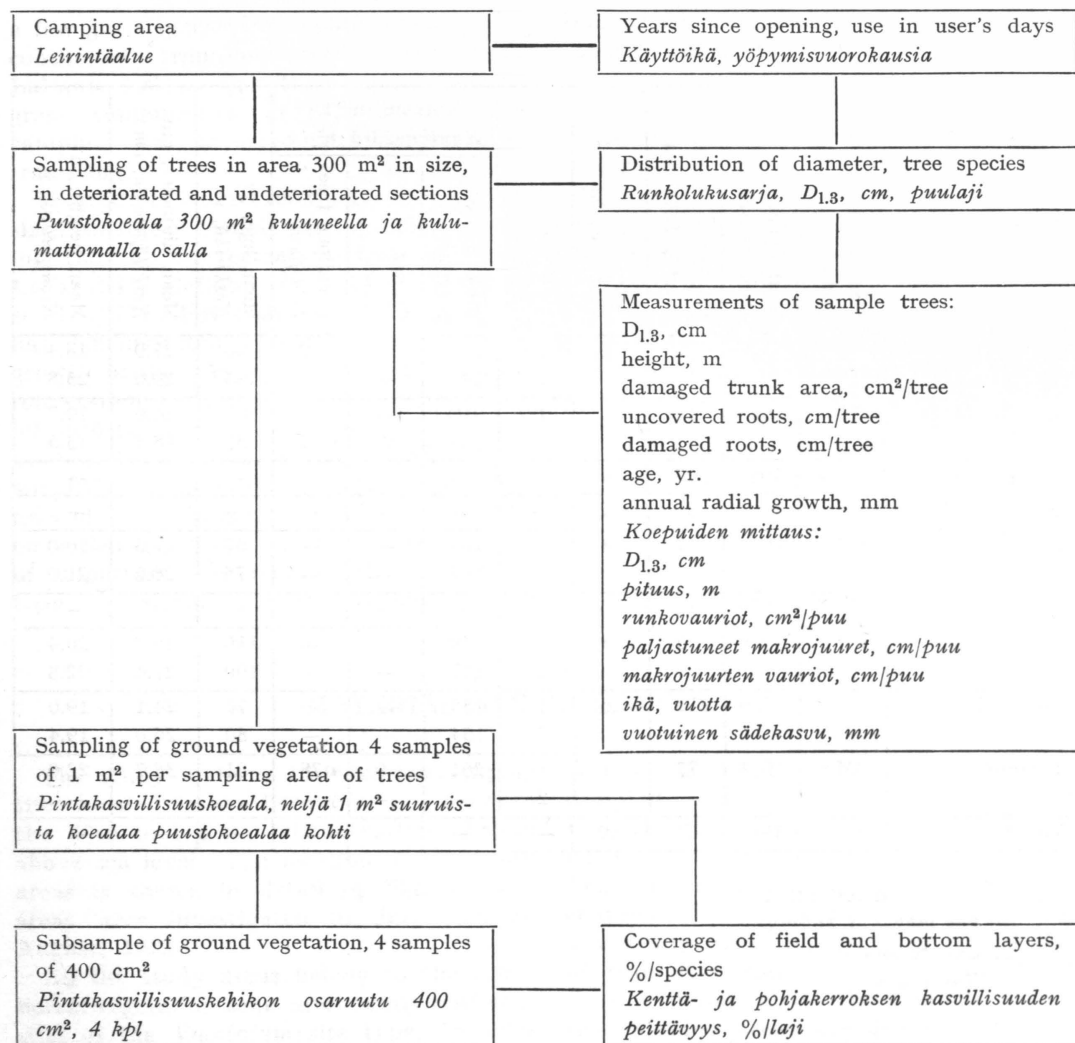 Camping area
Leirintäalue
Years since opening, use in user's days
Käyttöikä, yöpymisvuorokausia
Sampling of trees in area 300 m² in size,
in deteriorated and undeteriorated sections
Puustokoeala 300 m² kuluneella ja kulu-
mattomalla osalla
Distribution of diameter, tree species
Runkolukusarja, D1.3, cm, puulaji
Measurements of sample trees:
D1.3, cm
height, m
damaged trunk area, cm²/tree
uncovered roots, cm/tree
damaged roots, cm/tree
age, yr.
annual radial growth, mm
Koepuiden mittaus:
D1.3, cm
pituus, m
runkovauriot, cm²/puu
paljastuneet makrojuuret, cm/puu
makrojuurten vauriot, cm/puu
ikä, vuotta
vuotuinen sädekasvu, mm
Sampling of ground vegetation 4 samples
of 1 m² per sampling area of trees
Pintakasvillisuuskoeala, neljä 1 m² suuruis-
ta koealaa puustokoealaa kohti
Subsample of ground vegetation, 4 samples
of 400 cm²
Pintakasvillisuuskehikon osaruutu 400
cm², 4 kpl
Coverage of field and bottom layers,
%/species
Kenttä- ja pohjakerroksen kasvillisuuden
peittävyys, %/laji